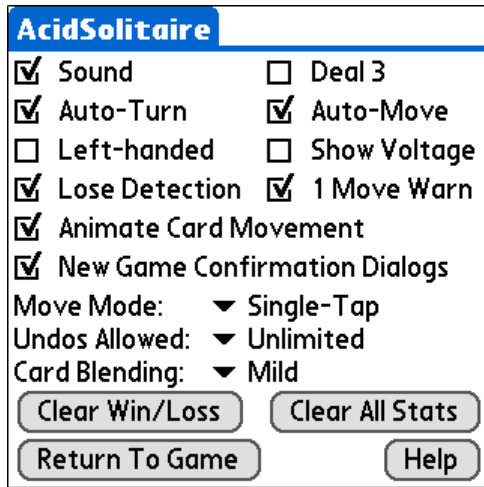 AcidSolitaire
Sound Deal 3
Auto-Turn Auto-Move
Left-handed Show Voltage
Lose Detection 1 Move Warn
Animate Card Movement
New Game Confirmation Dialogs
Move Mode: Single-Tap
Undos Allowed: Unlimited
Card Blending: Mild
Clear Win/Loss Clear All Stats
Return To Game Help